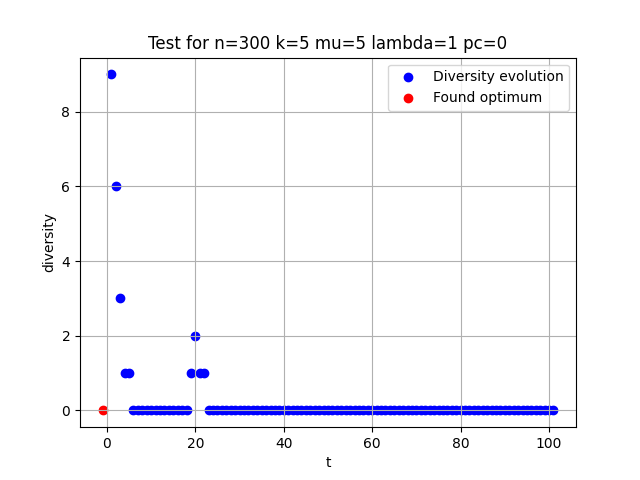 Test for n=300 k=5 mu=5 lambda=1 pc=0
Diversity evolution
Found optimum
diversity
8
6
4
2
0
0 20 40 60 80 100
t